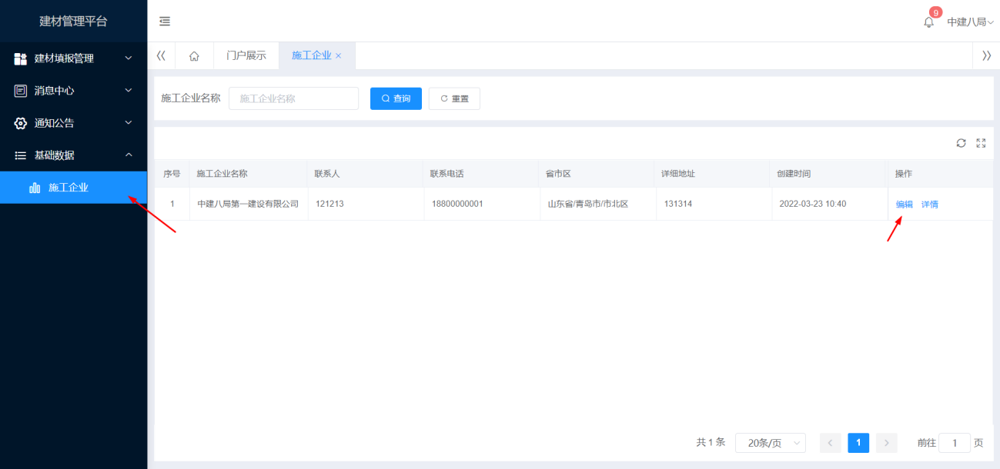 建材管理平台
9
中建八局
建材填报管理
消息中心
通知公告
基础数据
施工企业
门户展示
施工企业
施工企业名称
施工企业名称
查询
重置
序号 施工企业名称 联系人 联系电话 省市区 详细地址 创建时间 操作
1 中建八局第一建设有限公司 121213 18800000001 山东省/青岛市/市北区 131314 2022-03-23 10:40 编辑 详情
共 1 条 20条/页 1 前往 1 页